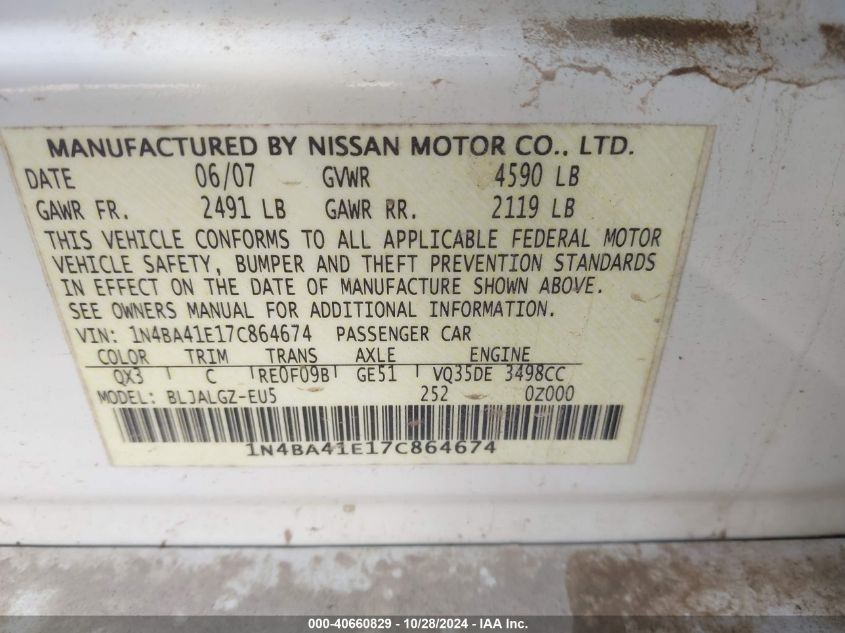 MANUFACTURED BY NISSAN MOTOR CO., LTD.
DATE 06/07 GVWR 4590 LB
GAWR FR. 2491 LB GAWR RR. 2119 LB
THIS VEHICLE CONFORMS TO ALL APPLICABLE FEDERAL MOTOR
VEHICLE SAFETY, BUMPER AND THEFT PREVENTION STANDARDS
IN EFFECT ON THE DATE OF MANUFACTURE SHOWN ABOVE.
SEE OWNERS MANUAL FOR ADDITIONAL INFORMATION.
VIN: 1N4BA41E17C864674 PASSENGER CAR
COLOR TRIM TRANS AXLE ENGINE
QX3 C RE0F09B GE51 VQ35DE 3498CC
MODEL: BLJALGZ-EU5 252 0Z000
1N4BA41E17C864674
000-40660829 - 10/28/2024 - IAA Inc.